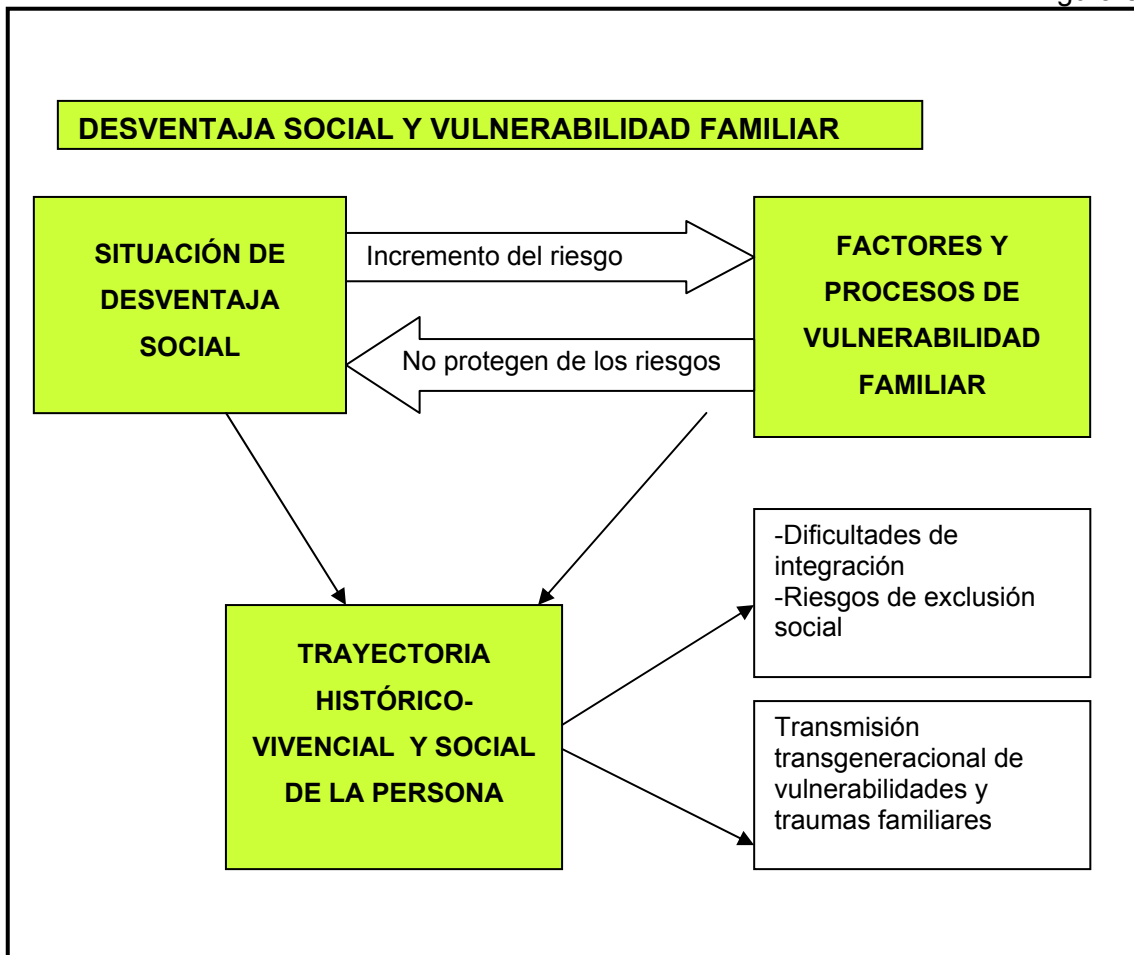 DESVENTAJA SOCIAL Y VULNERABILIDAD FAMILIAR
SITUACIÓN DE
DESVENTAJA
SOCIAL
Incremento del riesgo
No protegen de los riesgos
FACTORES Y
PROCESOS DE
VULNERABILIDAD
FAMILIAR
TRAYECTORIA
HISTÓRICO-
VIVENCIAL Y SOCIAL
DE LA PERSONA
-Dificultades de
integración
-Riesgos de exclusión
social
Transmisión
transgeneracional de
vulnerabilidades y
traumas familiares